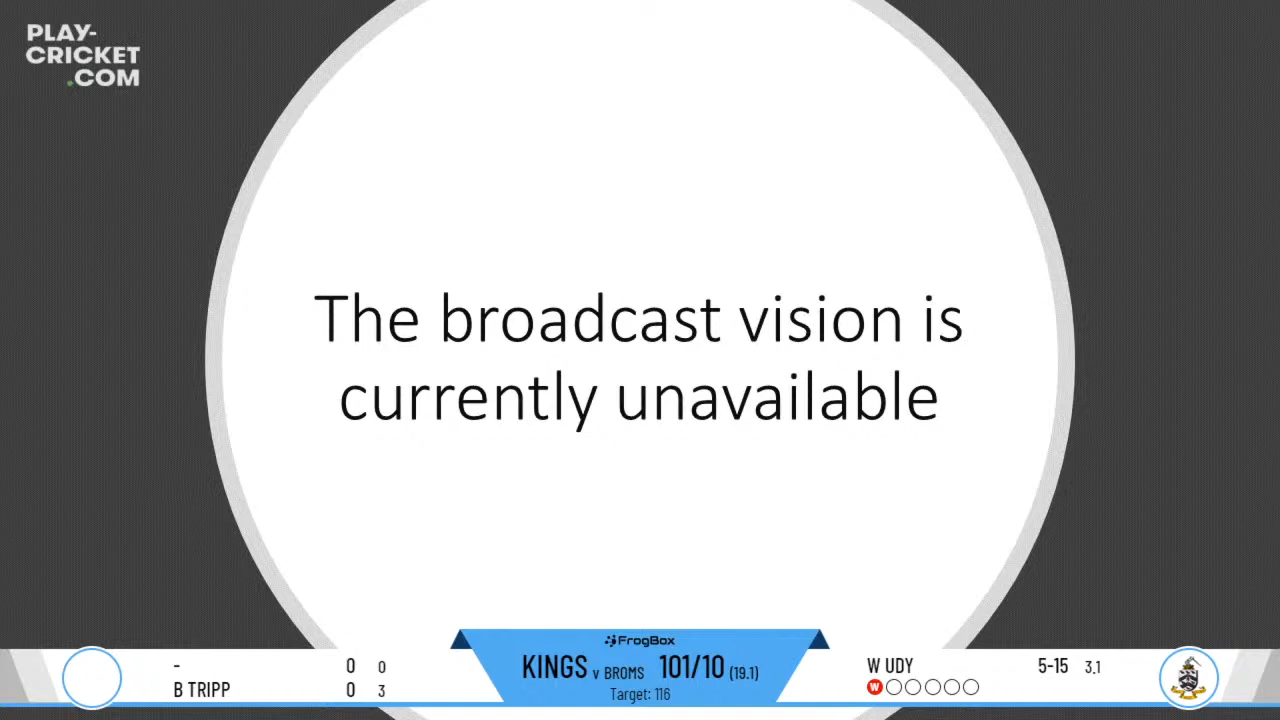 PLAY-
CRICKET
.COM
The broadcast vision is
currently unavailable
FrogBox
- 0 0
B TRIPP 0 3
KINGS v BROMS 101/10 (19.1)
Target: 116
W UDY 5-15 3.1
W